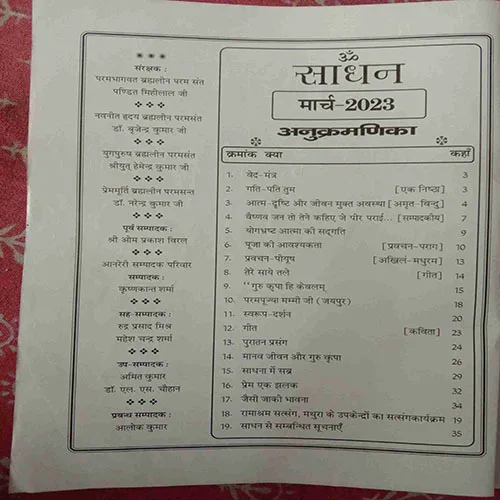 संरक्षक :
परमभागवत ब्रह्मलीन परम संत
पण्डित मिहीलाल जी
नवनीत हृदय ब्रह्मलीन परमसंत
डॉ. बृजेन्द्र कुमार जी
युगपुरुष ब्रह्मलीन परमसंत
श्रीयुत् हेमेन्द्र कुमार जी
प्रेममूर्ति ब्रह्मलीन परमसन्त
डॉ. नरेन्द्र कुमार जी
पूर्व सम्पादक :
श्री ओम प्रकाश विरल
आनरेरी सम्पादक परिवार
सम्पादक :
कृष्णकान्त शर्मा
सह-सम्पादक :
रुद्र प्रसाद मिश्र
महेश चन्द्र शर्मा
उप-सम्पादक :
अमित कुमार
डॉ. एल. एस. चौहान
प्रबन्ध सम्पादक :
आलोक कुमार
ॐ
साधन
मार्च-2023
अनुक्रमणिका
क्रमांक क्या कहाँ
1. वेद-मंत्र 3
2. गति-पति तुम [एक निष्ठा] 3
3. आत्म-दृष्टि और जीवन मुक्त अवस्था [अमृत-बिन्दु] 4
4. वैष्णव जन तो तेने कहिए जे पीर पराई... [सम्पादकीय] 7
5. योगभ्रष्ट आत्मा की सद्गति 9
6. पूजा की आवश्यकता [प्रवचन-पराग] 10
7. प्रवचन-पीयूष [अखिलं-मधुरम] 13
8. तेरे साये तले [गीत] 14
9. "गुरु कृपा हि केवलम् 15
10. परमपूज्या मम्मी जी (जयपुर) 18
11. स्वरूप-दर्शन 20
12. गीत [कविता] 23
13. पुरातन प्रसंग 24
14. मानव जीवन और गुरु कृपा 26
15. साधना में सब्र 29
16. प्रेम एक झलक 32
17. जैसी जाकी भावना 34
18. रामाश्रम सत्संग, मथुरा के उपकेन्द्रों का सत्संगकार्यक्रम 19
19. साधन से सम्बन्धित सूचनाएँ 35